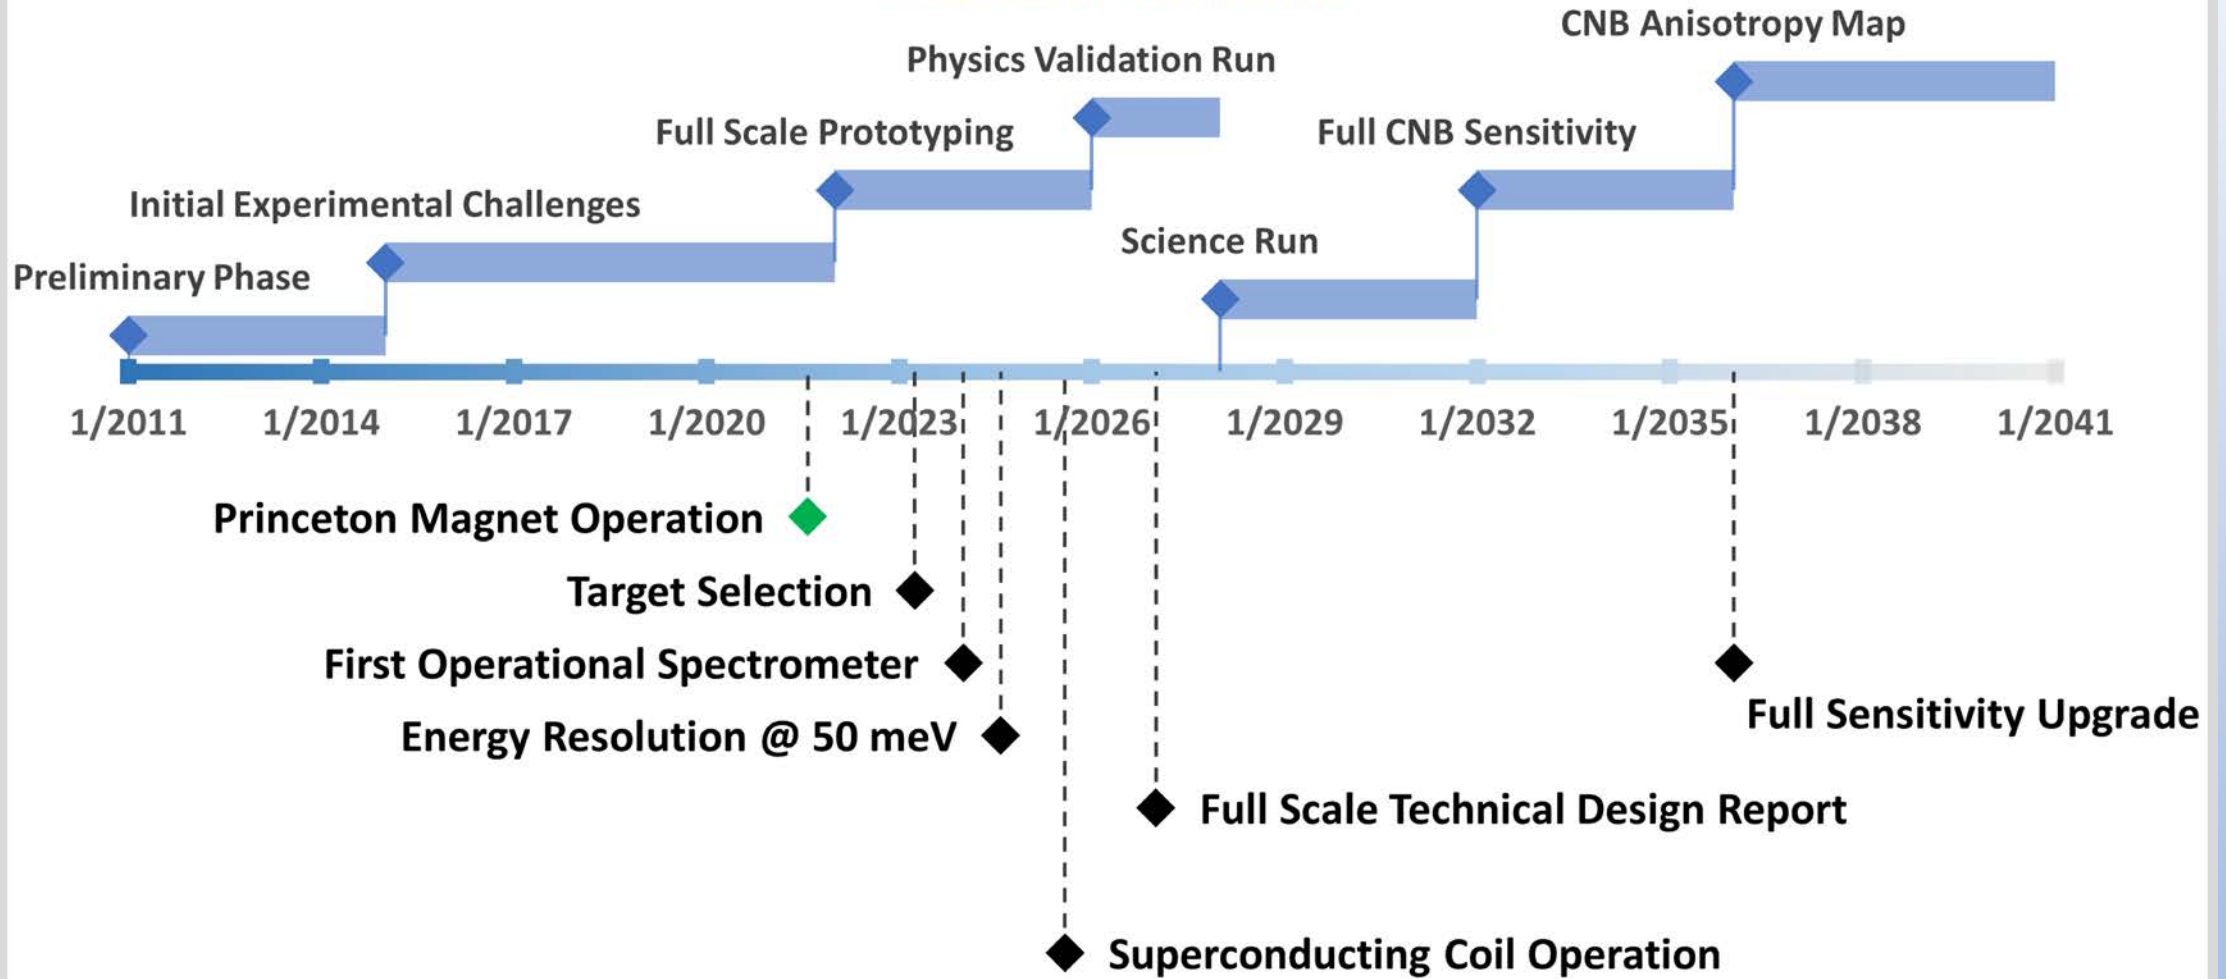 CNB Anisotropy Map
Physics Validation Run
Full Scale Prototyping
Full CNB Sensitivity
Initial Experimental Challenges
Science Run
Preliminary Phase
1/2011
1/2014
1/2017
1/2020
1/2023
1/2026
1/2029
1/2032
1/2035
1/2038
1/2041
Princeton Magnet Operation
Target Selection
First Operational Spectrometer
Full Sensitivity Upgrade
Energy Resolution @ 50 meV
Full Scale Technical Design Report
Superconducting Coil Operation